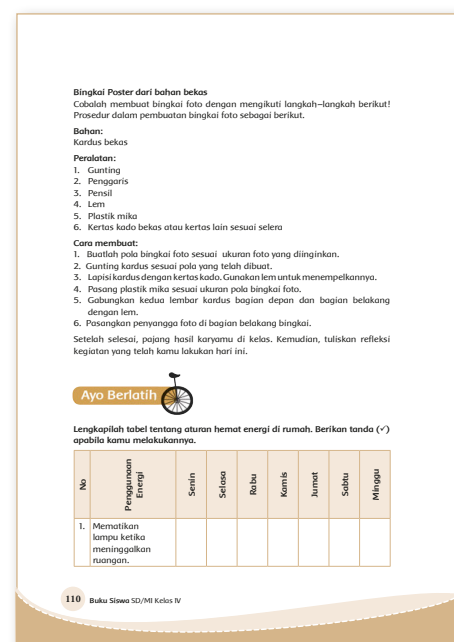 Bingkai Poster dari bahan bekas
Cobalah membuat bingkai foto dengan mengikuti langkah–langkah berikut!
Prosedur dalam pembuatan bingkai foto sebagai berikut.
Bahan:
Kardus bekas
Peralatan:
1. Gunting
2. Penggaris
3. Pensil
4. Lem
5. Plastik mika
6. Kertas kado bekas atau kertas lain sesuai selera
Cara membuat:
1. Buatlah pola bingkai foto sesuai ukuran foto yang diinginkan.
2. Gunting kardus sesuai pola yang telah dibuat.
3. Lapisi kardus dengan kertas kado. Gunakan lem untuk menempelkannya.
4. Pasang plastik mika sesuai ukuran pola bingkai foto.
5. Gabungkan kedua lembar kardus bagian depan dan bagian belakang
dengan lem.
6. Pasangkan penyangga foto di bagian belakang bingkai.
Setelah selesai, pajang hasil karyamu di kelas. Kemudian, tuliskan refleksi
kegiatan yang telah kamu lakukan hari ini.
Ayo Berlatih
Lengkapilah tabel tentang aturan hemat energi di rumah. Berikan tanda (✓)
apabila kamu melakukannya.
No
Penggunaan
Energi
Senin
Selasa
Rabu
Kamis
Jumat
Sabtu
Minggu
1. Mematikan
lampu ketika
meninggalkan
ruangan.
110 Buku Siswa SD/MI Kelas IV